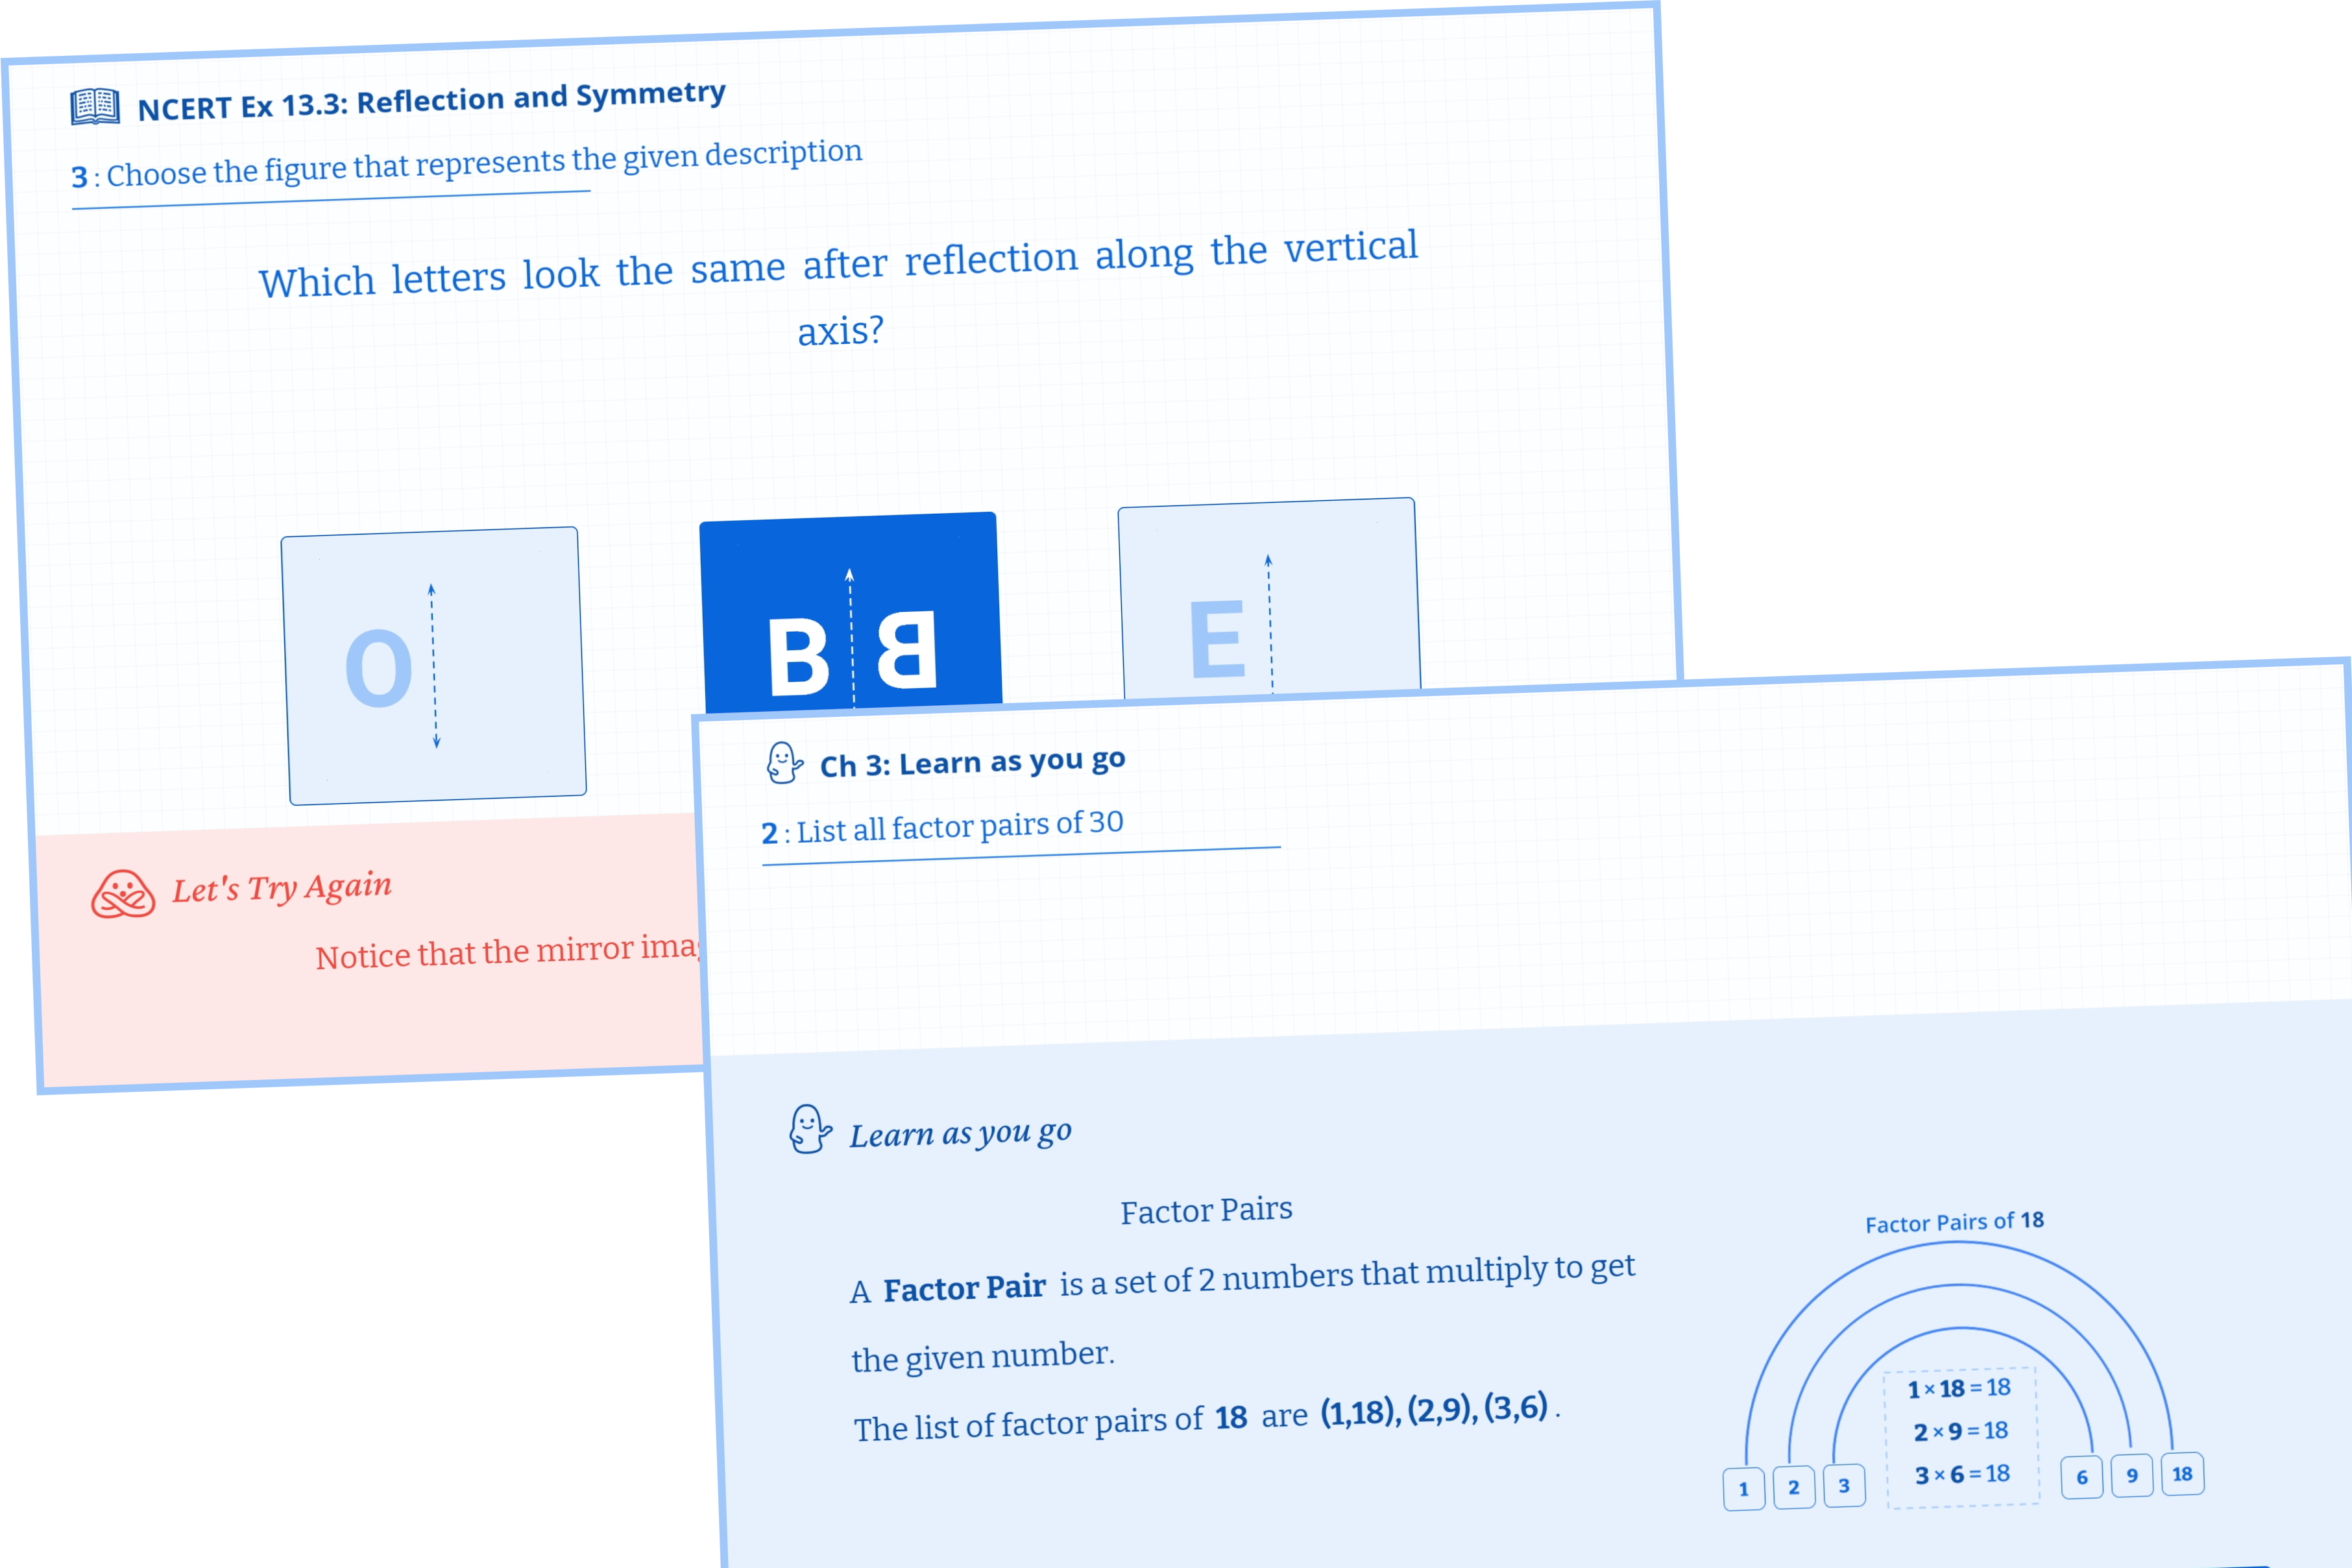 NCERT Ex 13.3: Reflection and Symmetry
3 : Choose the figure that represents the given description
Which letters look the same after reflection along the vertical
axis?
O
B B
E
Let's Try Again
Notice that the mirror
Ch 3: Learn as you go
2 : List all factor pairs of 30
Learn as you go
Factor Pairs
A Factor Pair is a set of 2 numbers that multiply to get
the given number.
The list of factor pairs of 18 are (1,18), (2,9), (3,6) .
Factor Pairs of 18
1 × 18 = 18
2 × 9 = 18
3 × 6 = 18
1 2 3 6 9 18